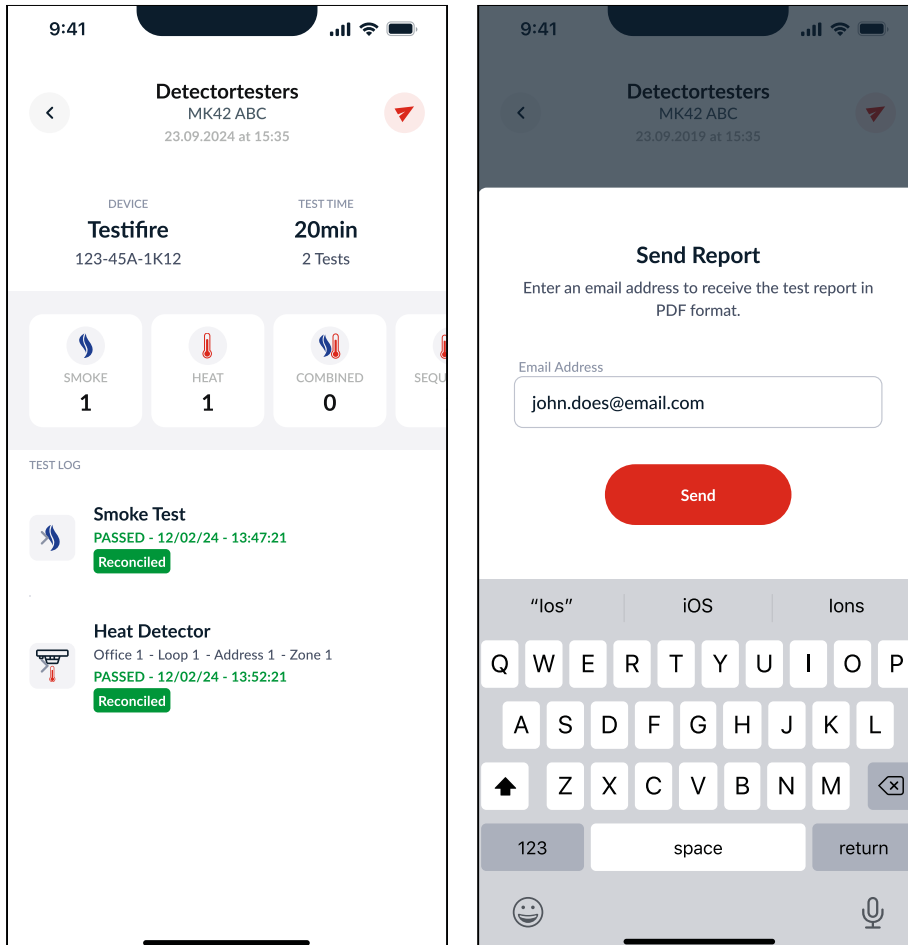 9:41
Detectortesters
MK42 ABC
23.09.2024 at 15:35
DEVICE
Testifire
123-45A-1K12
TEST TIME
20min
2 Tests
SMOKE
1
HEAT
1
COMBINED
0
SEQU
TEST LOG
Smoke Test
PASSED - 12/02/24 - 13:47:21
Reconciled
Heat Detector
Office 1 - Loop 1 - Address 1 - Zone 1
PASSED - 12/02/24 - 13:52:21
Reconciled
9:41
Detectortesters
MK42 ABC
23.09.2019 at 15:35
Send Report
Enter an email address to receive the test report in
PDF format.
Email Address
john.does@email.com
Send
“Ios” iOS Ions
Q W E R T Y U I O P
A S D F G H J K L
Z X C V B N M
123 space return